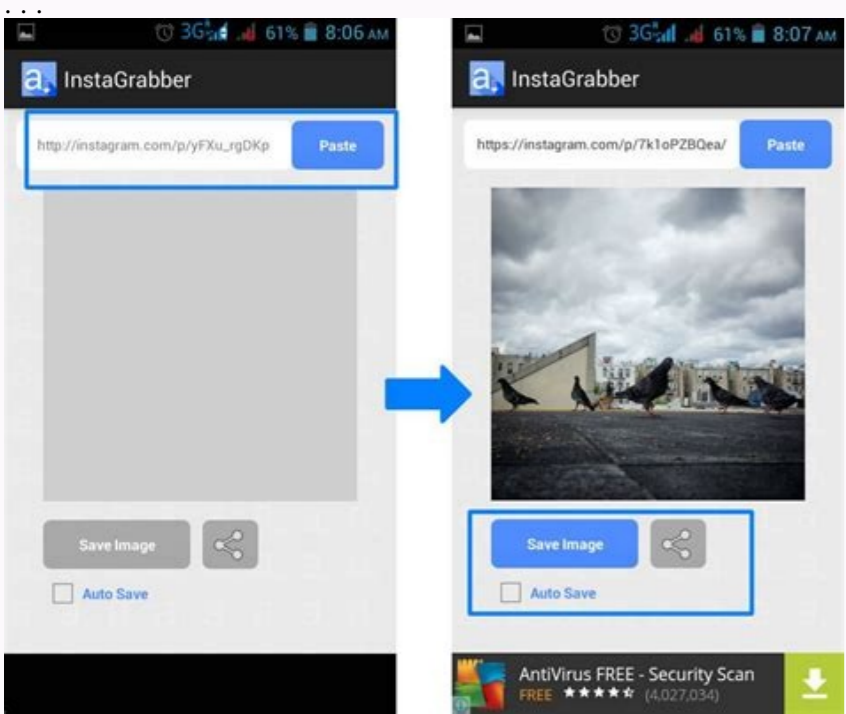 . . .
3G 61% 8:06 AM
a InstaGrabber
http://instagram.com/p/yFXu_rgDKp
Paste
Save Image
Auto Save
3G 61% 8:07 AM
a InstaGrabber
https://instagram.com/p/7k1oPZBQea/
Paste
Save Image
Auto Save
AntiVirus FREE - Security Scan
FREE ★★★★★ (4,027,034)